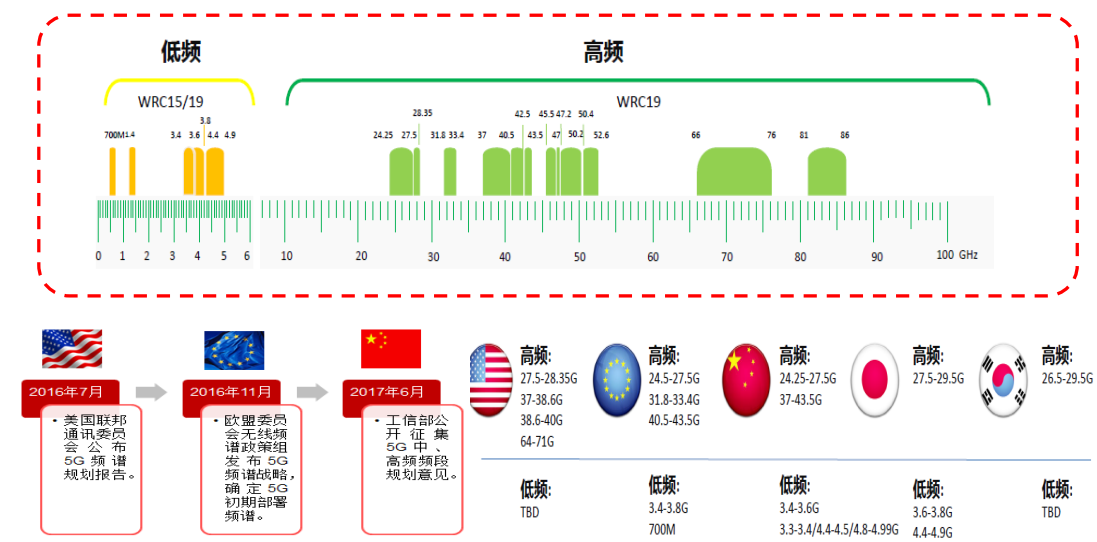 低频
高频
WRC15/19
WRC19
700M 1.4 3.4 3.6 3.8 4.4 4.9
24.25 27.5 28.35 31.8 33.4 37 40.5 42.5 43.5 45.5 47 47.2 50.2 50.4 52.6 66 76 81 86
0 1 2 3 4 5 6 10 20 30 40 50 60 70 80 90 100 GHz
2016年7月
• 美国联邦
通讯委员
会公布
5G频谱
规划报告。
2016年11月
• 欧盟委员
会无线频
谱政策组
发布5G
频谱战略,
确定5G
初期部署
频谱。
2017年6月
• 工信部公
开征集
5G中、
高频频段
规划意见。
高频:
27.5-28.35G
37-38.6G
38.6-40G
64-71G
高频:
24.5-27.5G
31.8-33.4G
40.5-43.5G
高频:
24.25-27.5G
37-43.5G
高频:
27.5-29.5G
高频:
26.5-29.5G
低频:
TBD
低频:
3.4-3.8G
700M
低频:
3.4-3.6G
3.3-3.4/4.4-4.5/4.8-4.99G
低频:
3.6-3.8G
4.4-4.9G
低频:
TBD